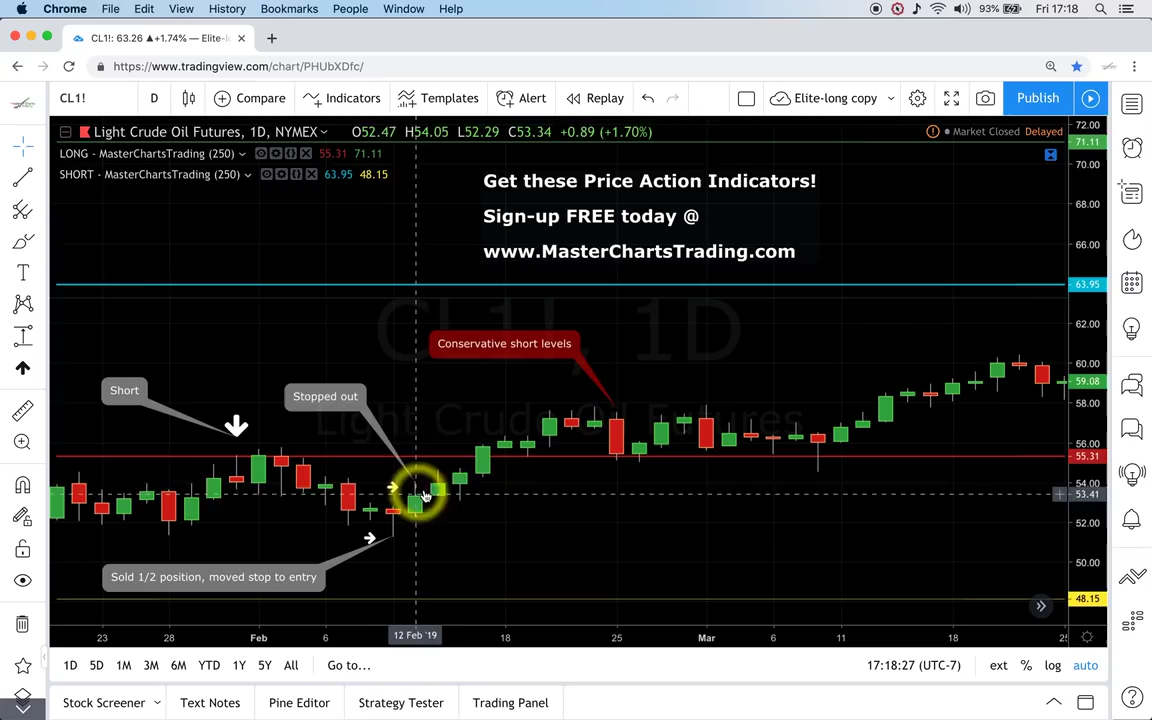 Chrome File Edit View History Bookmarks People Window Help 93% Fri 17:18
CL1!: 63.26 ▲+1.74% — Elite-l
https://www.tradingview.com/chart/PHUbXDfc/
CL1! D Compare Indicators Templates Alert Replay Elite-long copy Publish
Light Crude Oil Futures, 1D, NYMEX O52.47 H54.05 L52.29 C53.34 +0.89 (+1.70%) Market Closed Delayed
LONG - MasterChartsTrading (250) 55.31 71.11
SHORT - MasterChartsTrading (250) 63.95 48.15
Get these Price Action Indicators!
Sign-up FREE today @
www.MasterChartsTrading.com
CL1!, 1D
Light Crude Oil Futures
Conservative short levels
Short
Stopped out
Sold 1/2 position, moved stop to entry
72.00
71.11
70.00
68.00
66.00
63.95
62.00
60.00
59.08
58.00
56.00
55.31
54.00
53.41
52.00
50.00
48.15
23 28 Feb 6 12 Feb '19 18 25 Mar 6 11 18 25
1D 5D 1M 3M 6M YTD 1Y 5Y All Go to... 17:18:27 (UTC-7) ext % log auto
Stock Screener Text Notes Pine Editor Strategy Tester Trading Panel